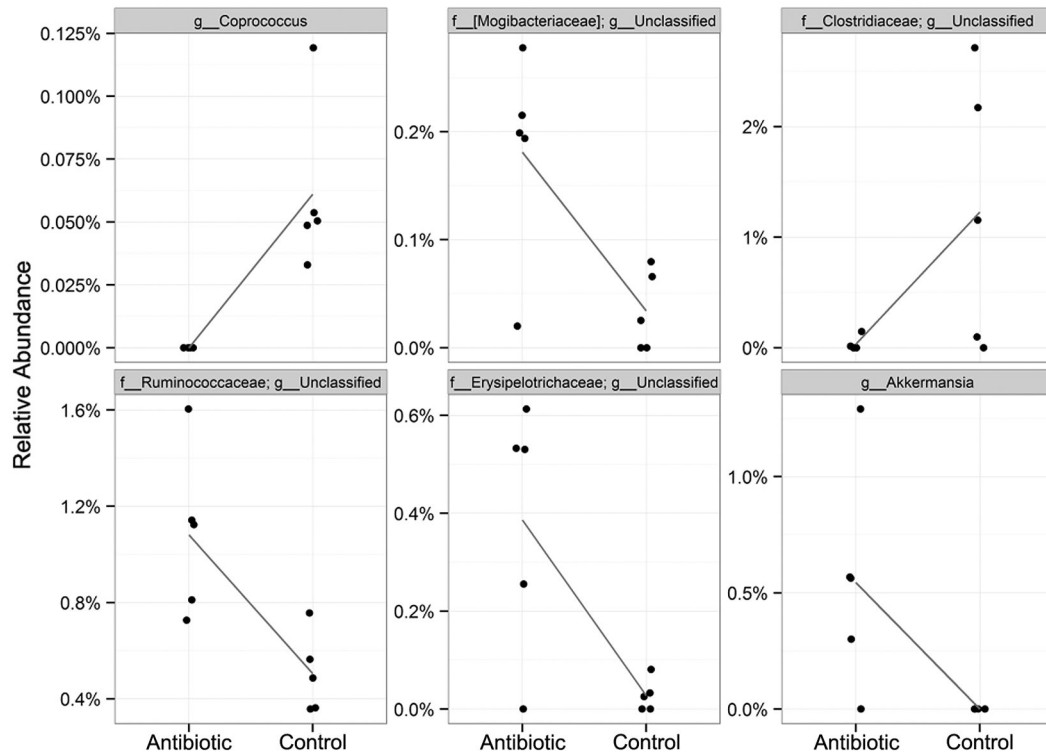 g__Coprococcus
f__[Mogibacteriaceae]; g__Unclassified
f__Clostridiaceae; g__Unclassified
0.125%
0.100%
0.075%
0.050%
0.025%
0.000%
0.2%
0.1%
0.0%
2%
1%
0%
Relative Abundance
f__Ruminococcaceae; g__Unclassified
f__Erysipelotrichaceae; g__Unclassified
g__Akkermansia
1.6%
1.2%
0.8%
0.4%
0.6%
0.4%
0.2%
0.0%
1.0%
0.5%
0.0%
Antibiotic Control
Antibiotic Control
Antibiotic Control